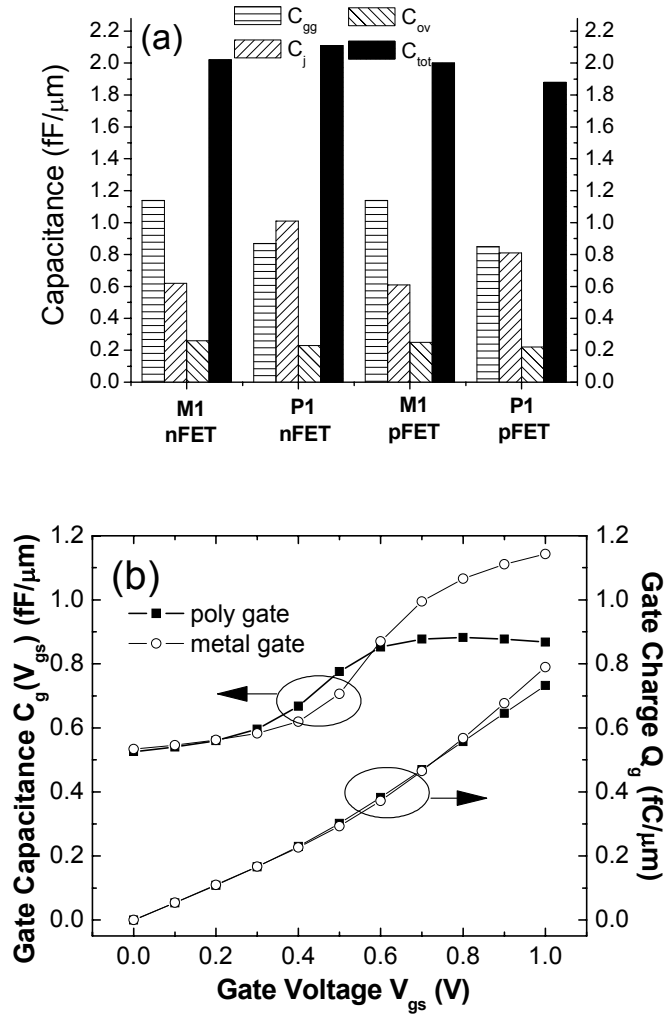 (a)
C_gg
C_ov
C_j
C_tot
Capacitance (fF/μm)
2.2 2.2
2.0 2.0
1.8 1.8
1.6 1.6
1.4 1.4
1.2 1.2
1.0 1.0
0.8 0.8
0.6 0.6
0.4 0.4
0.2 0.2
0.0 0.0
M1 P1 M1 P1
nFET nFET pFET pFET
(b)
poly gate
metal gate
Gate Capacitance C_g(V_gs) (fF/μm)
Gate Charge Q_g (fC/μm)
1.2 1.2
1.0 1.0
0.8 0.8
0.6 0.6
0.4 0.4
0.2 0.2
0.0 0.0
0.0 0.2 0.4 0.6 0.8 1.0
Gate Voltage V_gs (V)